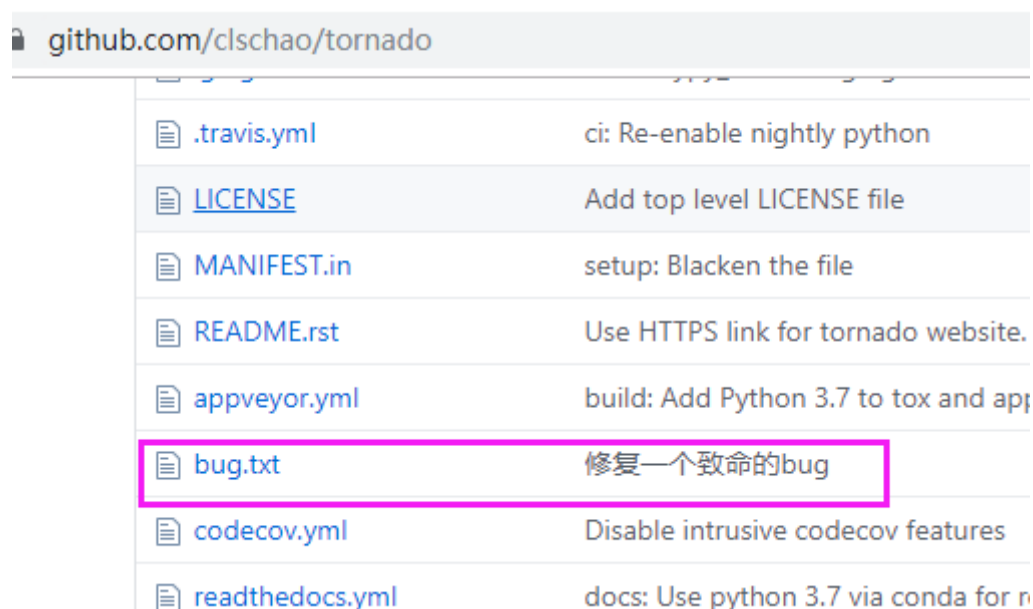 github.com/clschao/tornado
.travis.yml ci: Re-enable nightly python
LICENSE Add top level LICENSE file
MANIFEST.in setup: Blacken the file
README.rst Use HTTPS link for tornado website.
appveyor.yml build: Add Python 3.7 to tox and
bug.txt 修复一个致命的bug
codecov.yml Disable intrusive codecov features
readthedocs.yml docs: Use python 3.7 via conda for